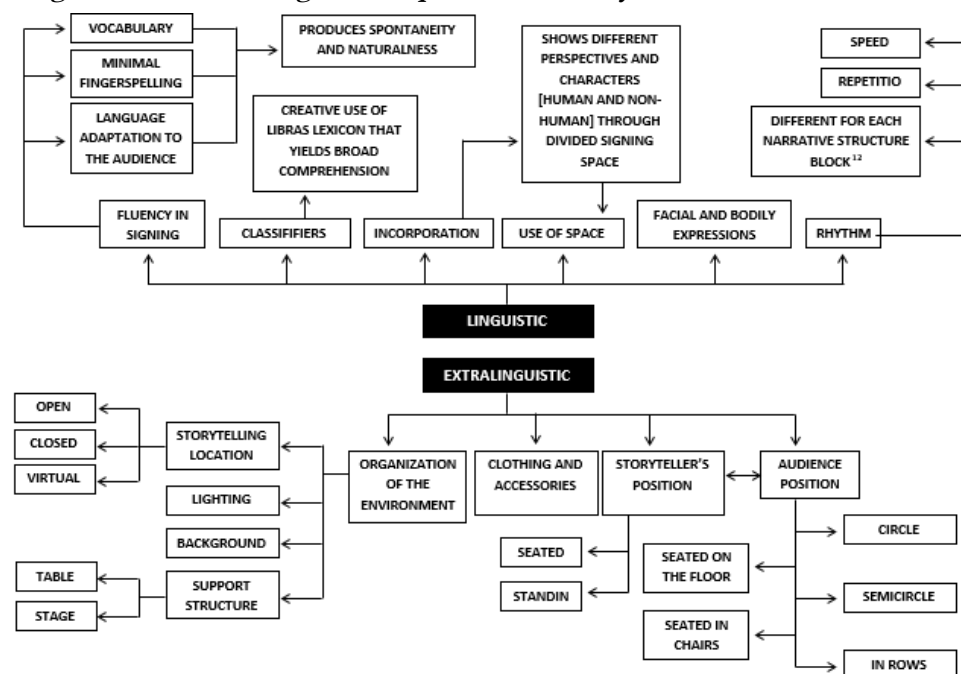 VOCABULARY
MINIMAL
FINGERSPELLING
LANGUAGE
ADAPTATION TO
THE AUDIENCE
PRODUCES SPONTANEITY
AND NATURALNESS
CREATIVE USE OF
LIBRAS LEXICON THAT
YIELDS BROAD
COMPREHENSION
SHOWS DIFFERENT
PERSPECTIVES AND
CHARACTERS
[HUMAN AND NON-
HUMAN] THROUGH
DIVIDED SIGNING
SPACE
SPEED
REPETITIO
DIFFERENT FOR EACH
NARRATIVE STRUCTURE
BLOCK¹²
FLUENCY IN
SIGNING
CLASSIFIFIERS
INCORPORATION
USE OF SPACE
FACIAL AND BODILY
EXPRESSIONS
RHYTHM
LINGUISTIC
EXTRALINGUISTIC
OPEN
CLOSED
VIRTUAL
STORYTELLING
LOCATION
LIGHTING
BACKGROUND
TABLE
STAGE
SUPPORT
STRUCTURE
ORGANIZATION
OF THE
ENVIRONMENT
CLOTHING AND
ACCESSORIES
STORYTELLER'S
POSITION
AUDIENCE
POSITION
SEATED
STANDIN
SEATED ON
THE FLOOR
SEATED IN
CHAIRS
CIRCLE
SEMICIRCLE
IN ROWS